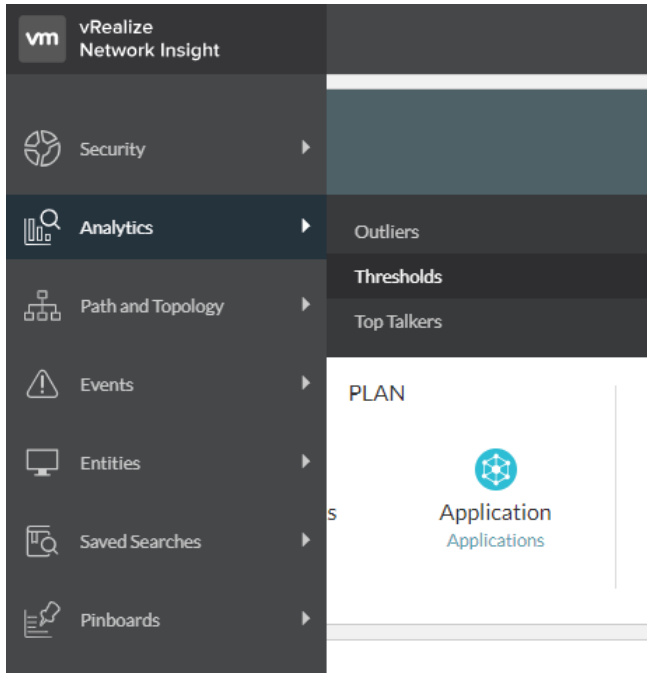 vm
vRealize
Network Insight
Security
Analytics
Outliers
Thresholds
Top Talkers
Path and Topology
Events
Entities
Saved Searches
Pinboards
PLAN
s
Application
Applications